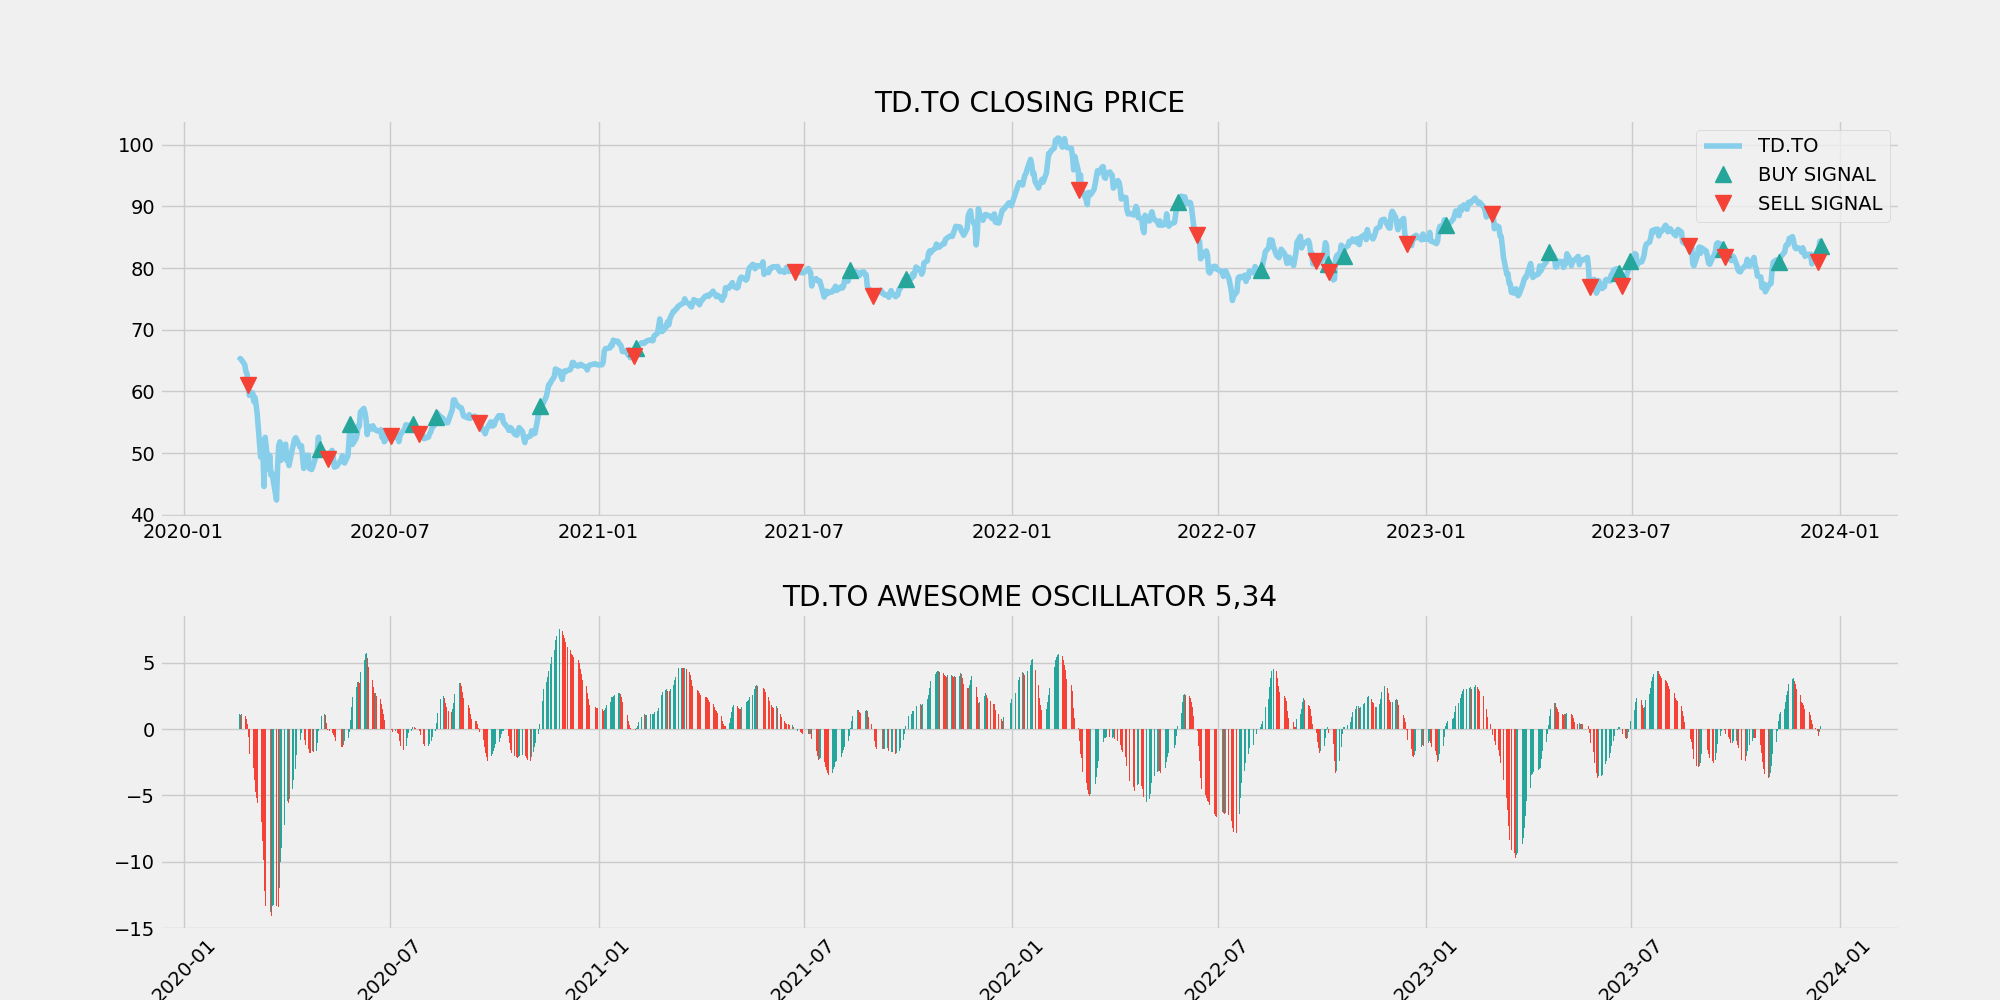 TD.TO CLOSING PRICE
100
90
80
70
60
50
40
TD.TO
BUY SIGNAL
SELL SIGNAL
2020-01 2020-07 2021-01 2021-07 2022-01 2022-07 2023-01 2023-07 2024-01
TD.TO AWESOME OSCILLATOR 5,34
5
0
−5
−10
−15
2020-01 2020-07 2021-01 2021-07 2022-01 2022-07 2023-01 2023-07 2024-01